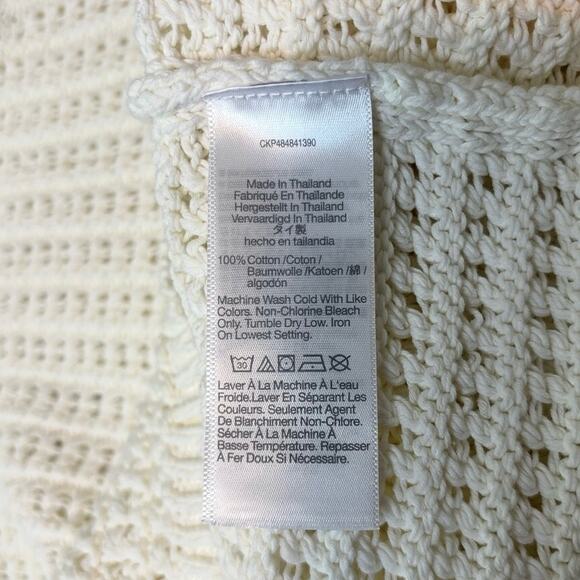 CKP484841390
Made In Thailand
Fabriqué En Thaïlande
Hergestellt In Thailand
Vervaardigd In Thailand
タイ製
hecho en tailandia
100% Cotton /Coton /
Baumwolle /Katoen /綿 /
algodón
Machine Wash Cold With Like
Colors. Non-Chlorine Bleach
Only. Tumble Dry Low. Iron
On Lowest Setting.
30
Laver À La Machine À L'eau
Froide.Laver En Séparant Les
Couleurs. Seulement Agent
De Blanchiment Non-Chlore.
Sécher À La Machine À
Basse Température. Repasser
À Fer Doux Si Nécessaire.